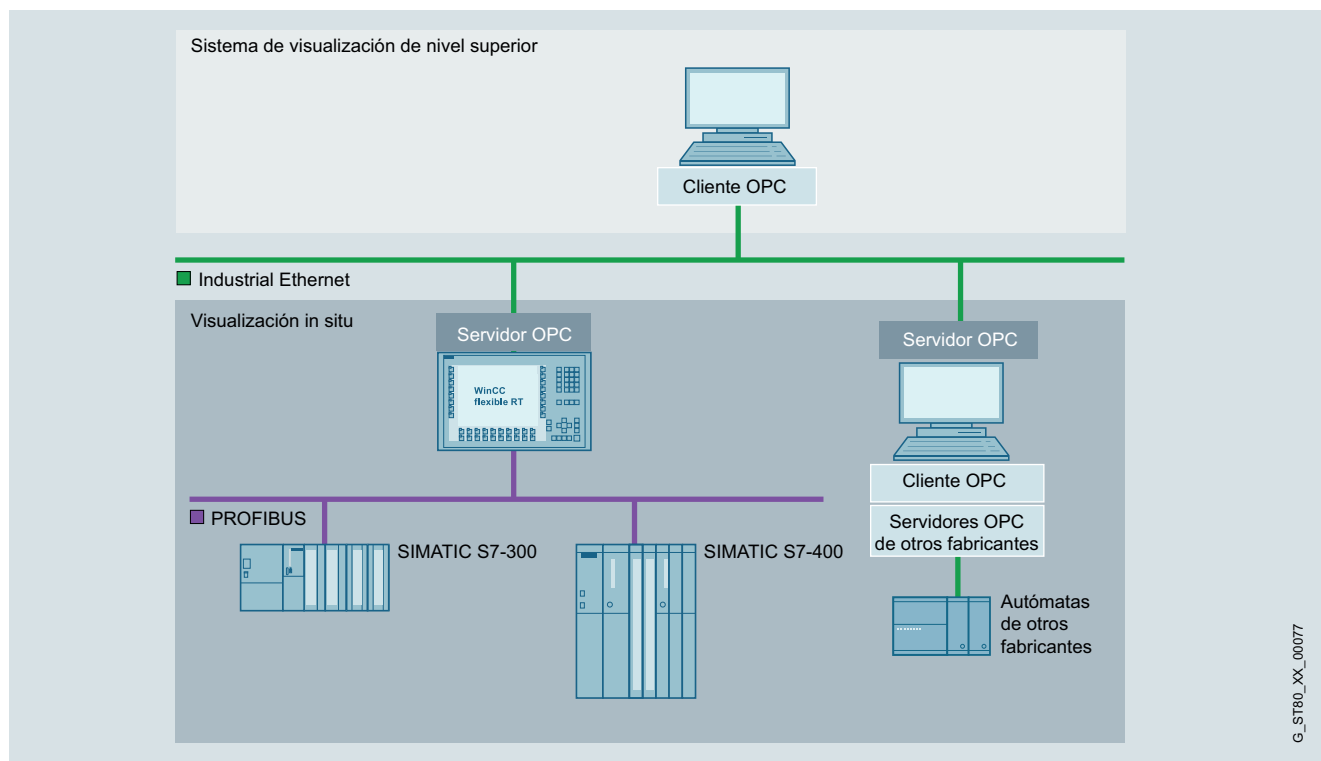 Sistema de visualización de nivel superior
Cliente OPC
Industrial Ethernet
Visualización in situ
Servidor OPC
Servidor OPC
WinCC
flexible RT
Cliente OPC
PROFIBUS
Servidores OPC
de otros fabricantes
SIMATIC S7-300
SIMATIC S7-400
Autómatas
de otros
fabricantes
G_ST80_XX_00077